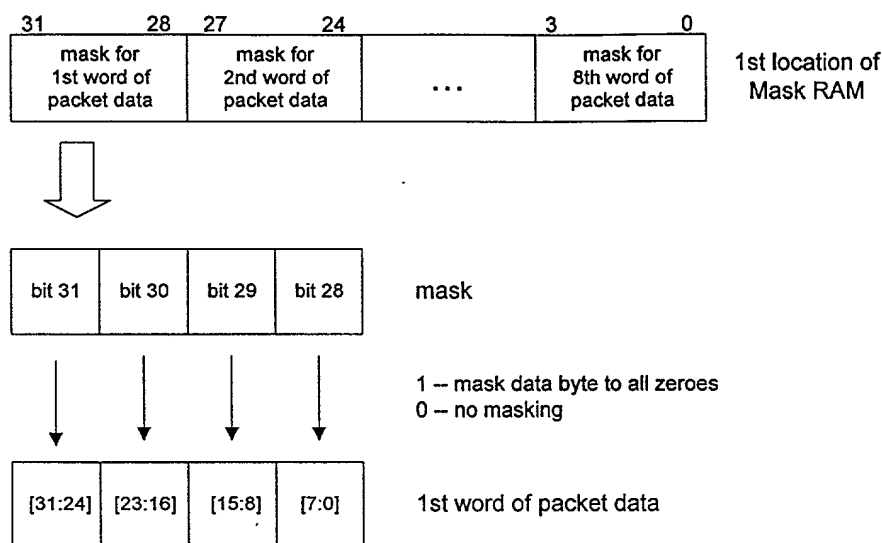 31 28 27 24 3 0
mask for
1st word of
packet data
mask for
2nd word of
packet data
...
mask for
8th word of
packet data
1st location of
Mask RAM
bit 31 bit 30 bit 29 bit 28
mask
1 -- mask data byte to all zeroes
0 -- no masking
[31:24] [23:16] [15:8] [7:0]
1st word of packet data